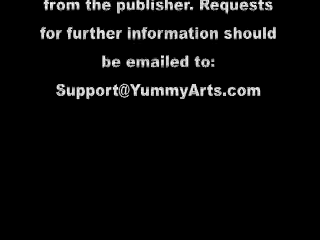 from the publisher. Requests
for further information should
be emailed to:
Support@YummyArts.com